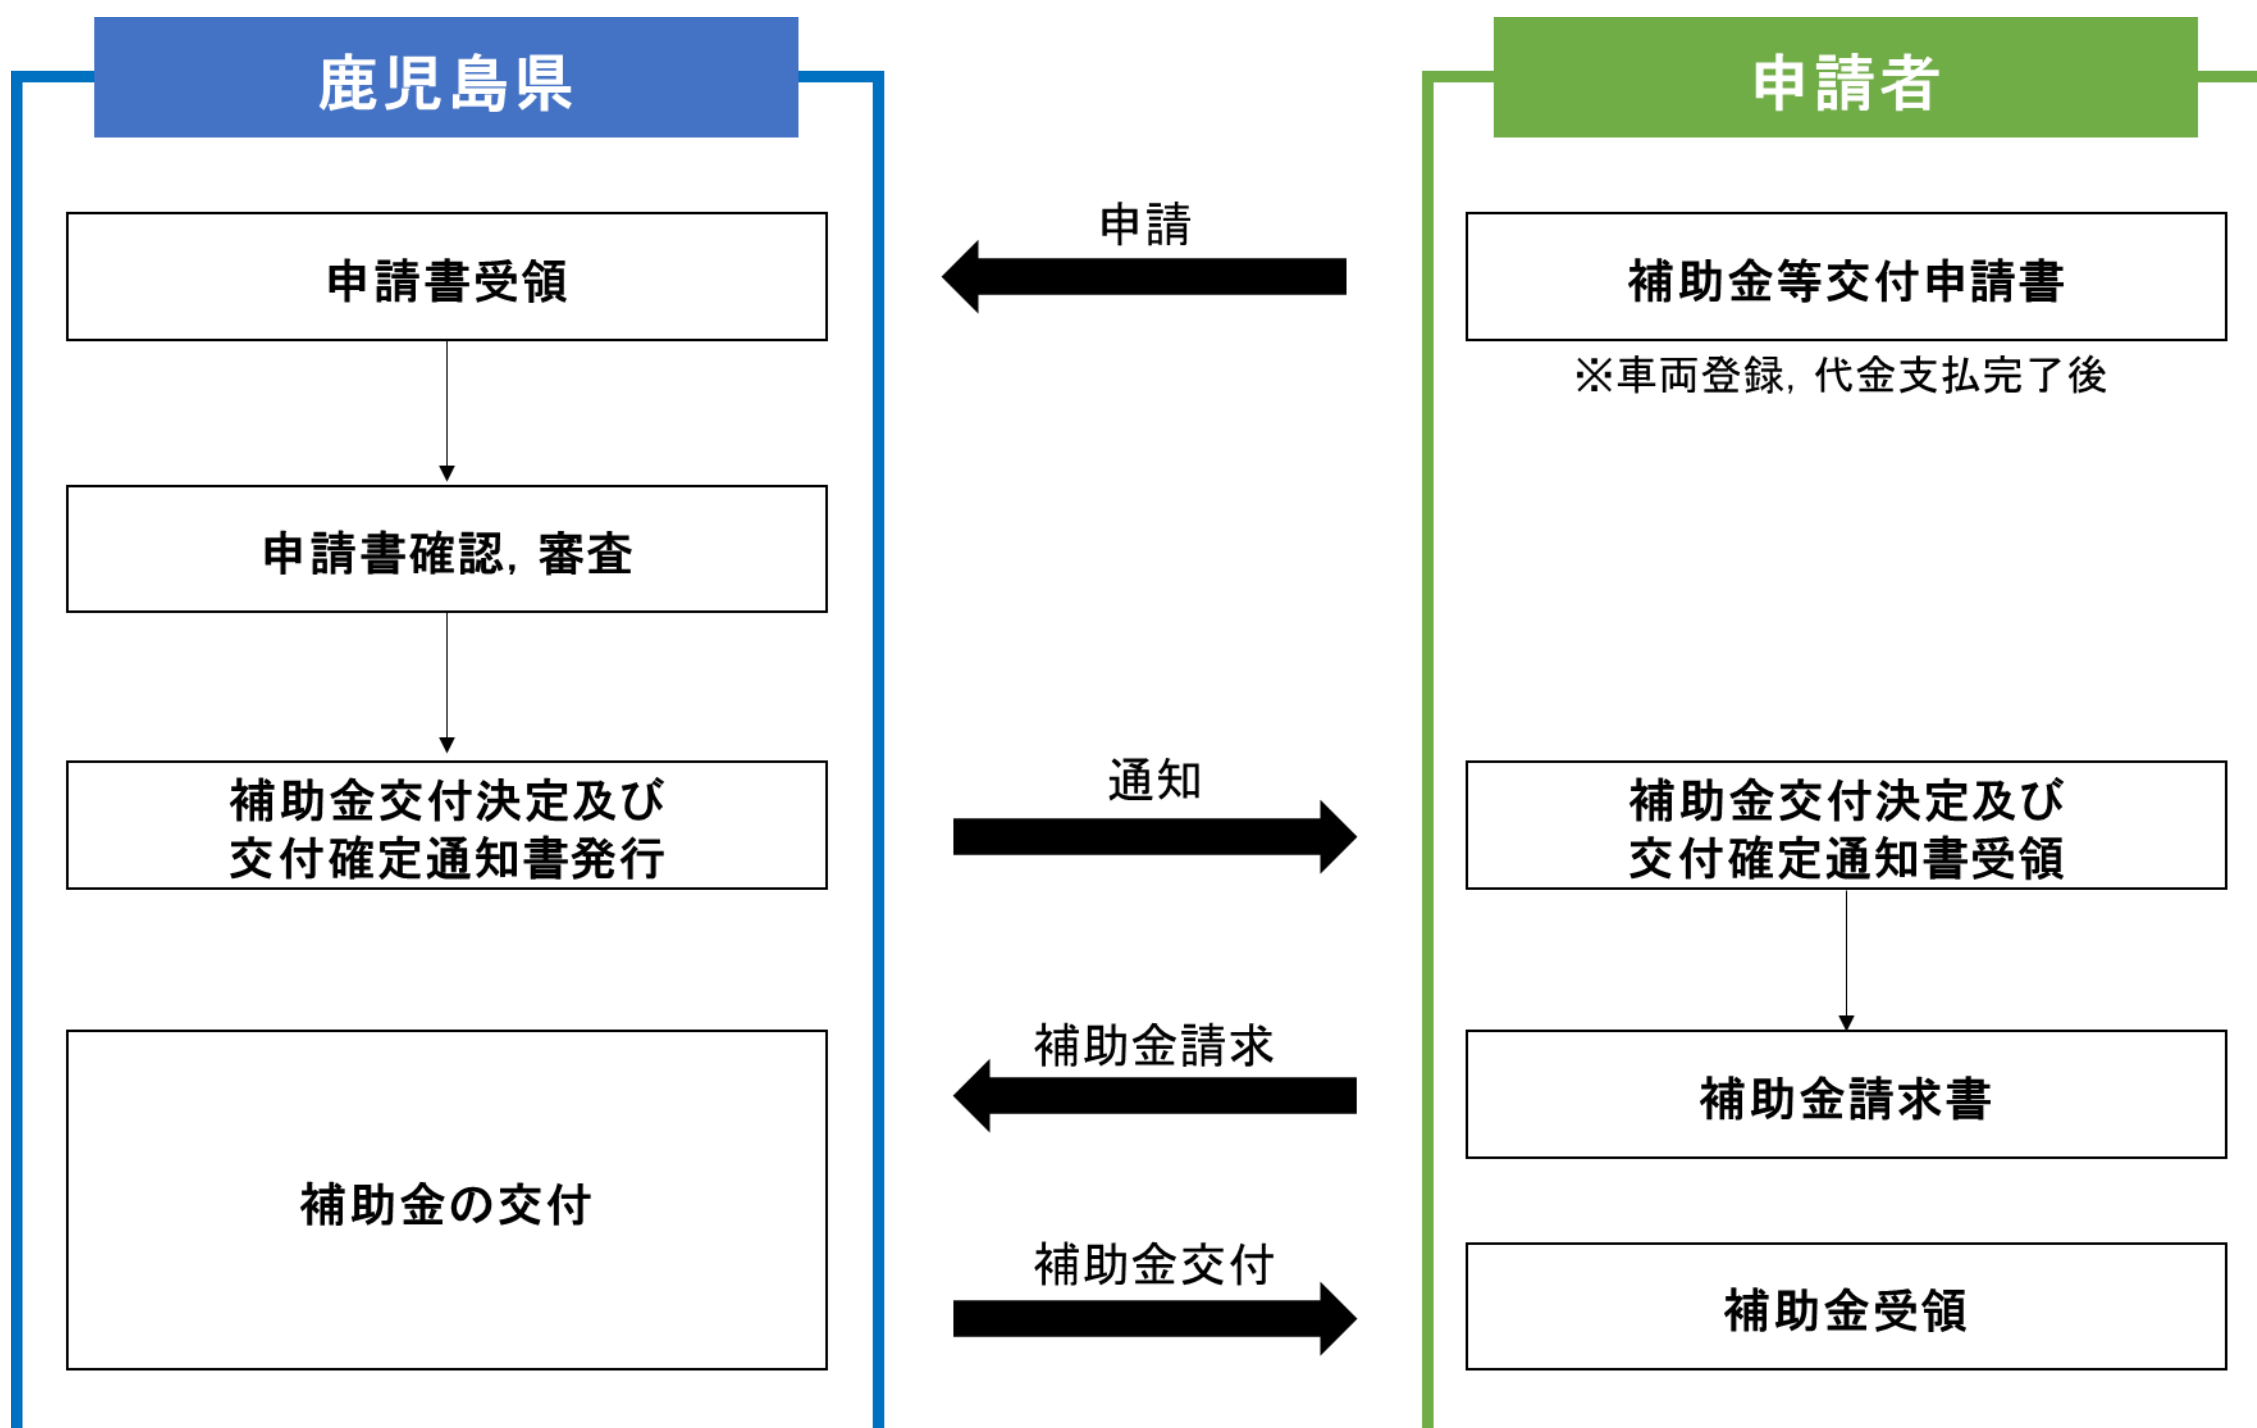 鹿児島県
申請者
申請
申請書受領
補助金等交付申請書
※車両登録, 代金支払完了後
申請書確認, 審査
通知
補助金交付決定及び
交付確定通知書発行
補助金交付決定及び
交付確定通知書受領
補助金請求
補助金請求書
補助金の交付
補助金交付
補助金受領